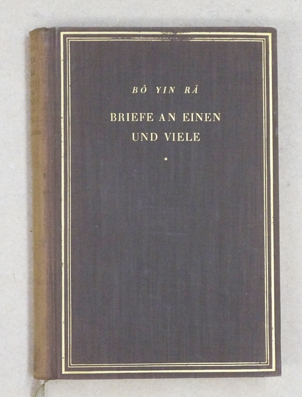 BÔ YIN RÂ
BRIEFE AN EINEN
UND VIELE